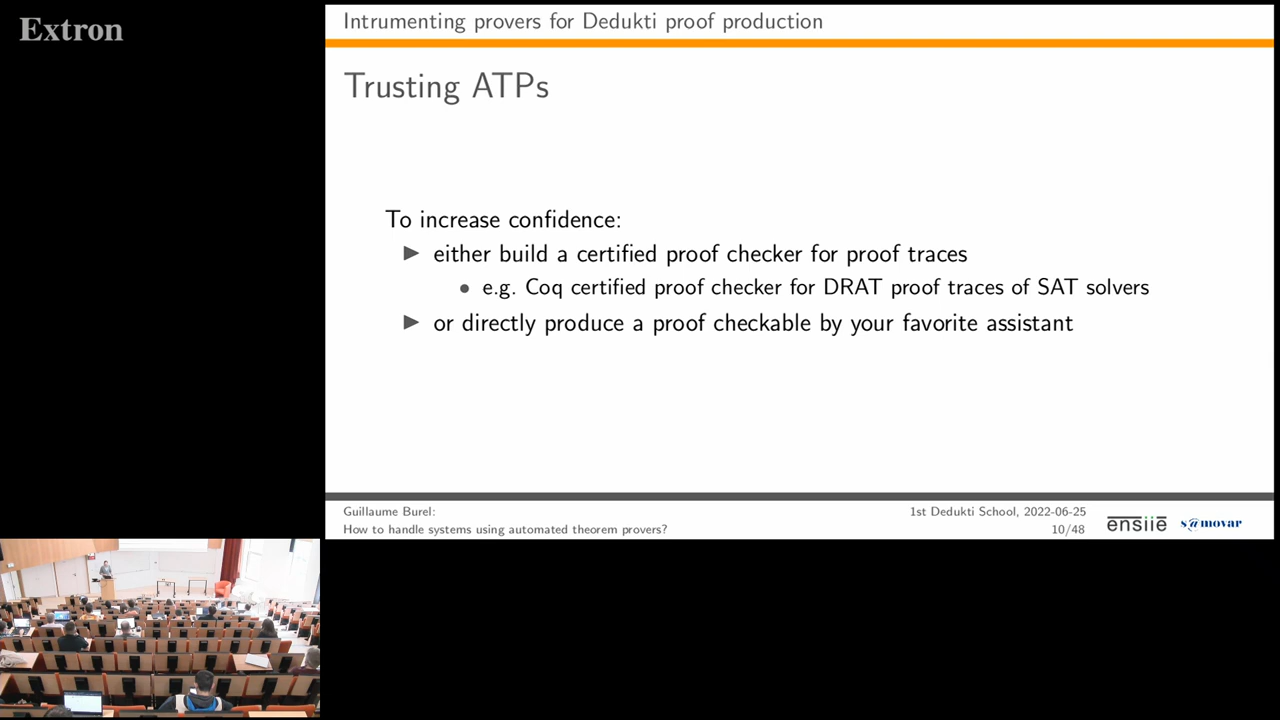 Extron
Intrumenting provers for Dedukti proof production
Trusting ATPs
To increase confidence:
either build a certified proof checker for proof traces
e.g. Coq certified proof checker for DRAT proof traces of SAT solvers
or directly produce a proof checkable by your favorite assistant
Guillaume Burel:
How to handle systems using automated theorem provers?
1st Dedukti School, 2022-06-25
10/48
ensiie
s@movar